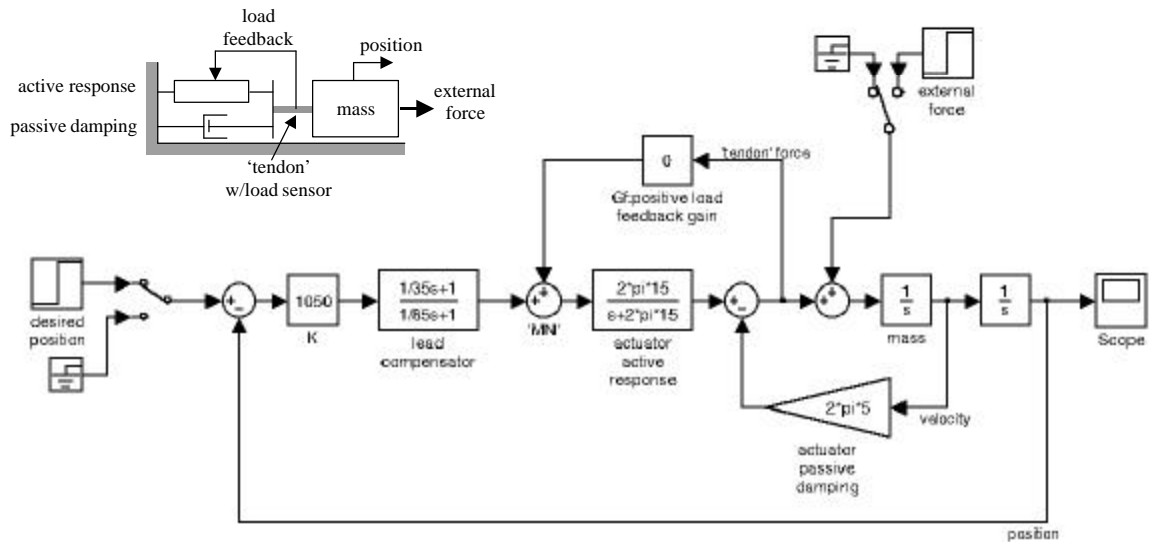 load
feedback
position
active response
passive damping
mass
external
force
'tendon'
w/load sensor
external
force
'tendon' force
0
Gf:positive load
feedback gain
desired
position
+
-
1050
K
1/35s+1
1/85s+1
lead
compensator
+
+
'MN'
2*pi*15
s+2*pi*15
actuator
active
response
+
-
+
+
1
s
mass
1
s
Scope
2*pi*5
velocity
actuator
passive
damping
position